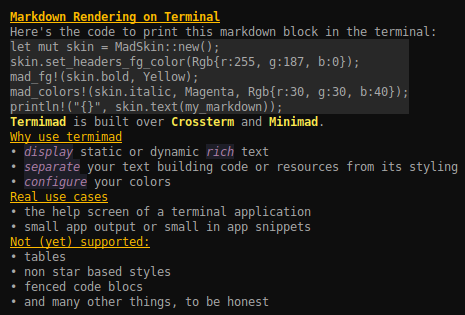 Markdown Rendering on Terminal
Here's the code to print this markdown block in the terminal:
let mut skin = MadSkin::new();
skin.set_headers_fg_color(Rgb{r:255, g:187, b:0});
mad_fg!(skin.bold, Yellow);
mad_colors!(skin.italic, Magenta, Rgb{r:30, g:30, b:40});
println!("{}", skin.text(my_markdown));
Termimad is built over Crossterm and Minimad.
Why use termimad
• display static or dynamic rich text
• separate your text building code or resources from its styling
• configure your colors
Real use cases
• the help screen of a terminal application
• small app output or small in app snippets
Not (yet) supported:
• tables
• non star based styles
• fenced code blocs
• and many other things, to be honest